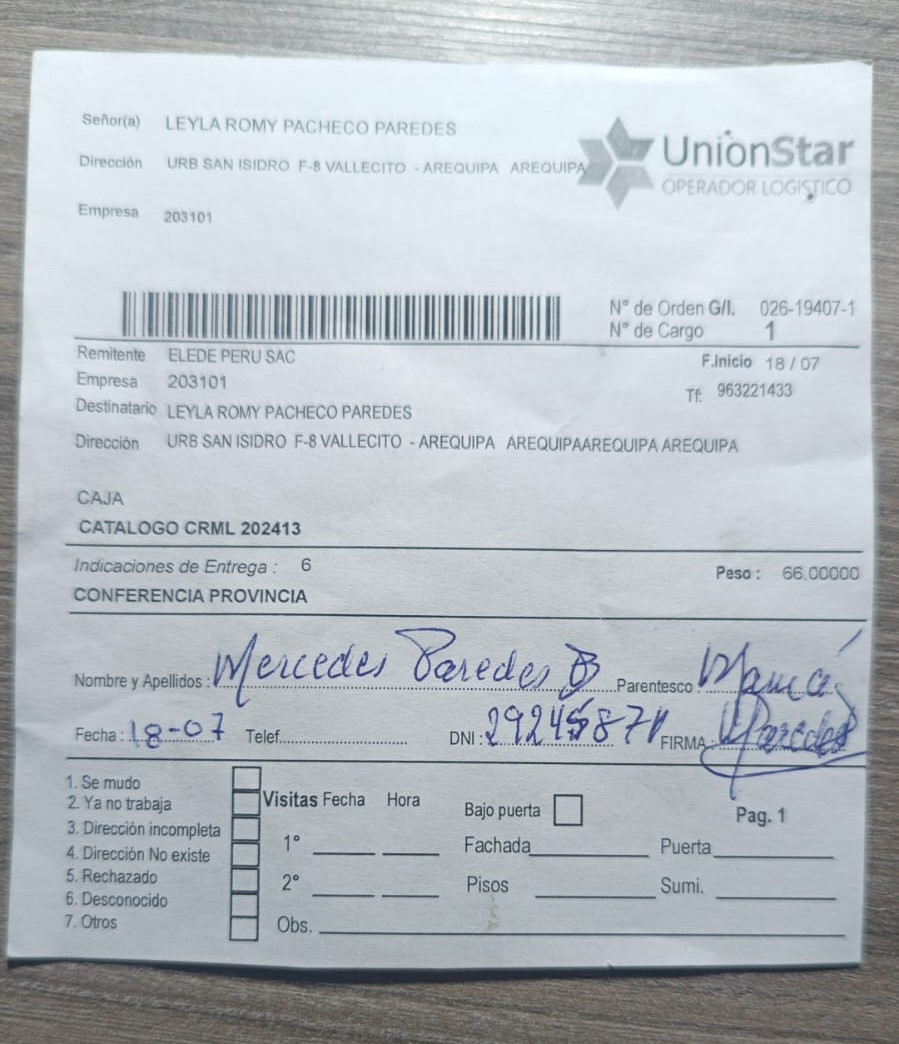 Señor(a) LEYLA ROMY PACHECO PAREDES
Dirección URB SAN ISIDRO F-8 VALLECITO - AREQUIPA AREQUIPA
UnionStar
OPERADOR LOGÍSTICO
Empresa 203101
N° de Orden G/I. 026-19407-1
N° de Cargo 1
Remitente ELEDE PERU SAC
F.Inicio 18 / 07
Empresa 203101
Tf: 963221433
Destinatario LEYLA ROMY PACHECO PAREDES
Dirección URB SAN ISIDRO F-8 VALLECITO - AREQUIPA AREQUIPAAREQUIPA AREQUIPA
CAJA
CATALOGO CRML 202413
Indicaciones de Entrega : 6
Peso : 66.00000
CONFERENCIA PROVINCIA
Nombre y Apellidos : Mercedes Paredes B Parentesco : Mamá
Fecha : 18-07 Telef. DNI : FIRMA : Paredes
1. Se mudo
2. Ya no trabaja
3. Dirección incompleta
4. Dirección No existe
5. Rechazado
6. Desconocido
7. Otros
Visitas Fecha Hora
1°
2°
Obs.
Bajo puerta
Pag. 1
Fachada Puerta
Pisos Sumi.